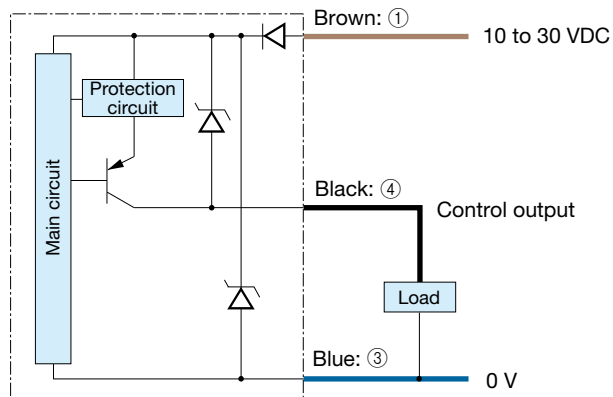 Brown: ①
10 to 30 VDC
Protection
circuit
Main circuit
Black: ④
Control output
Load
Blue: ③
0 V